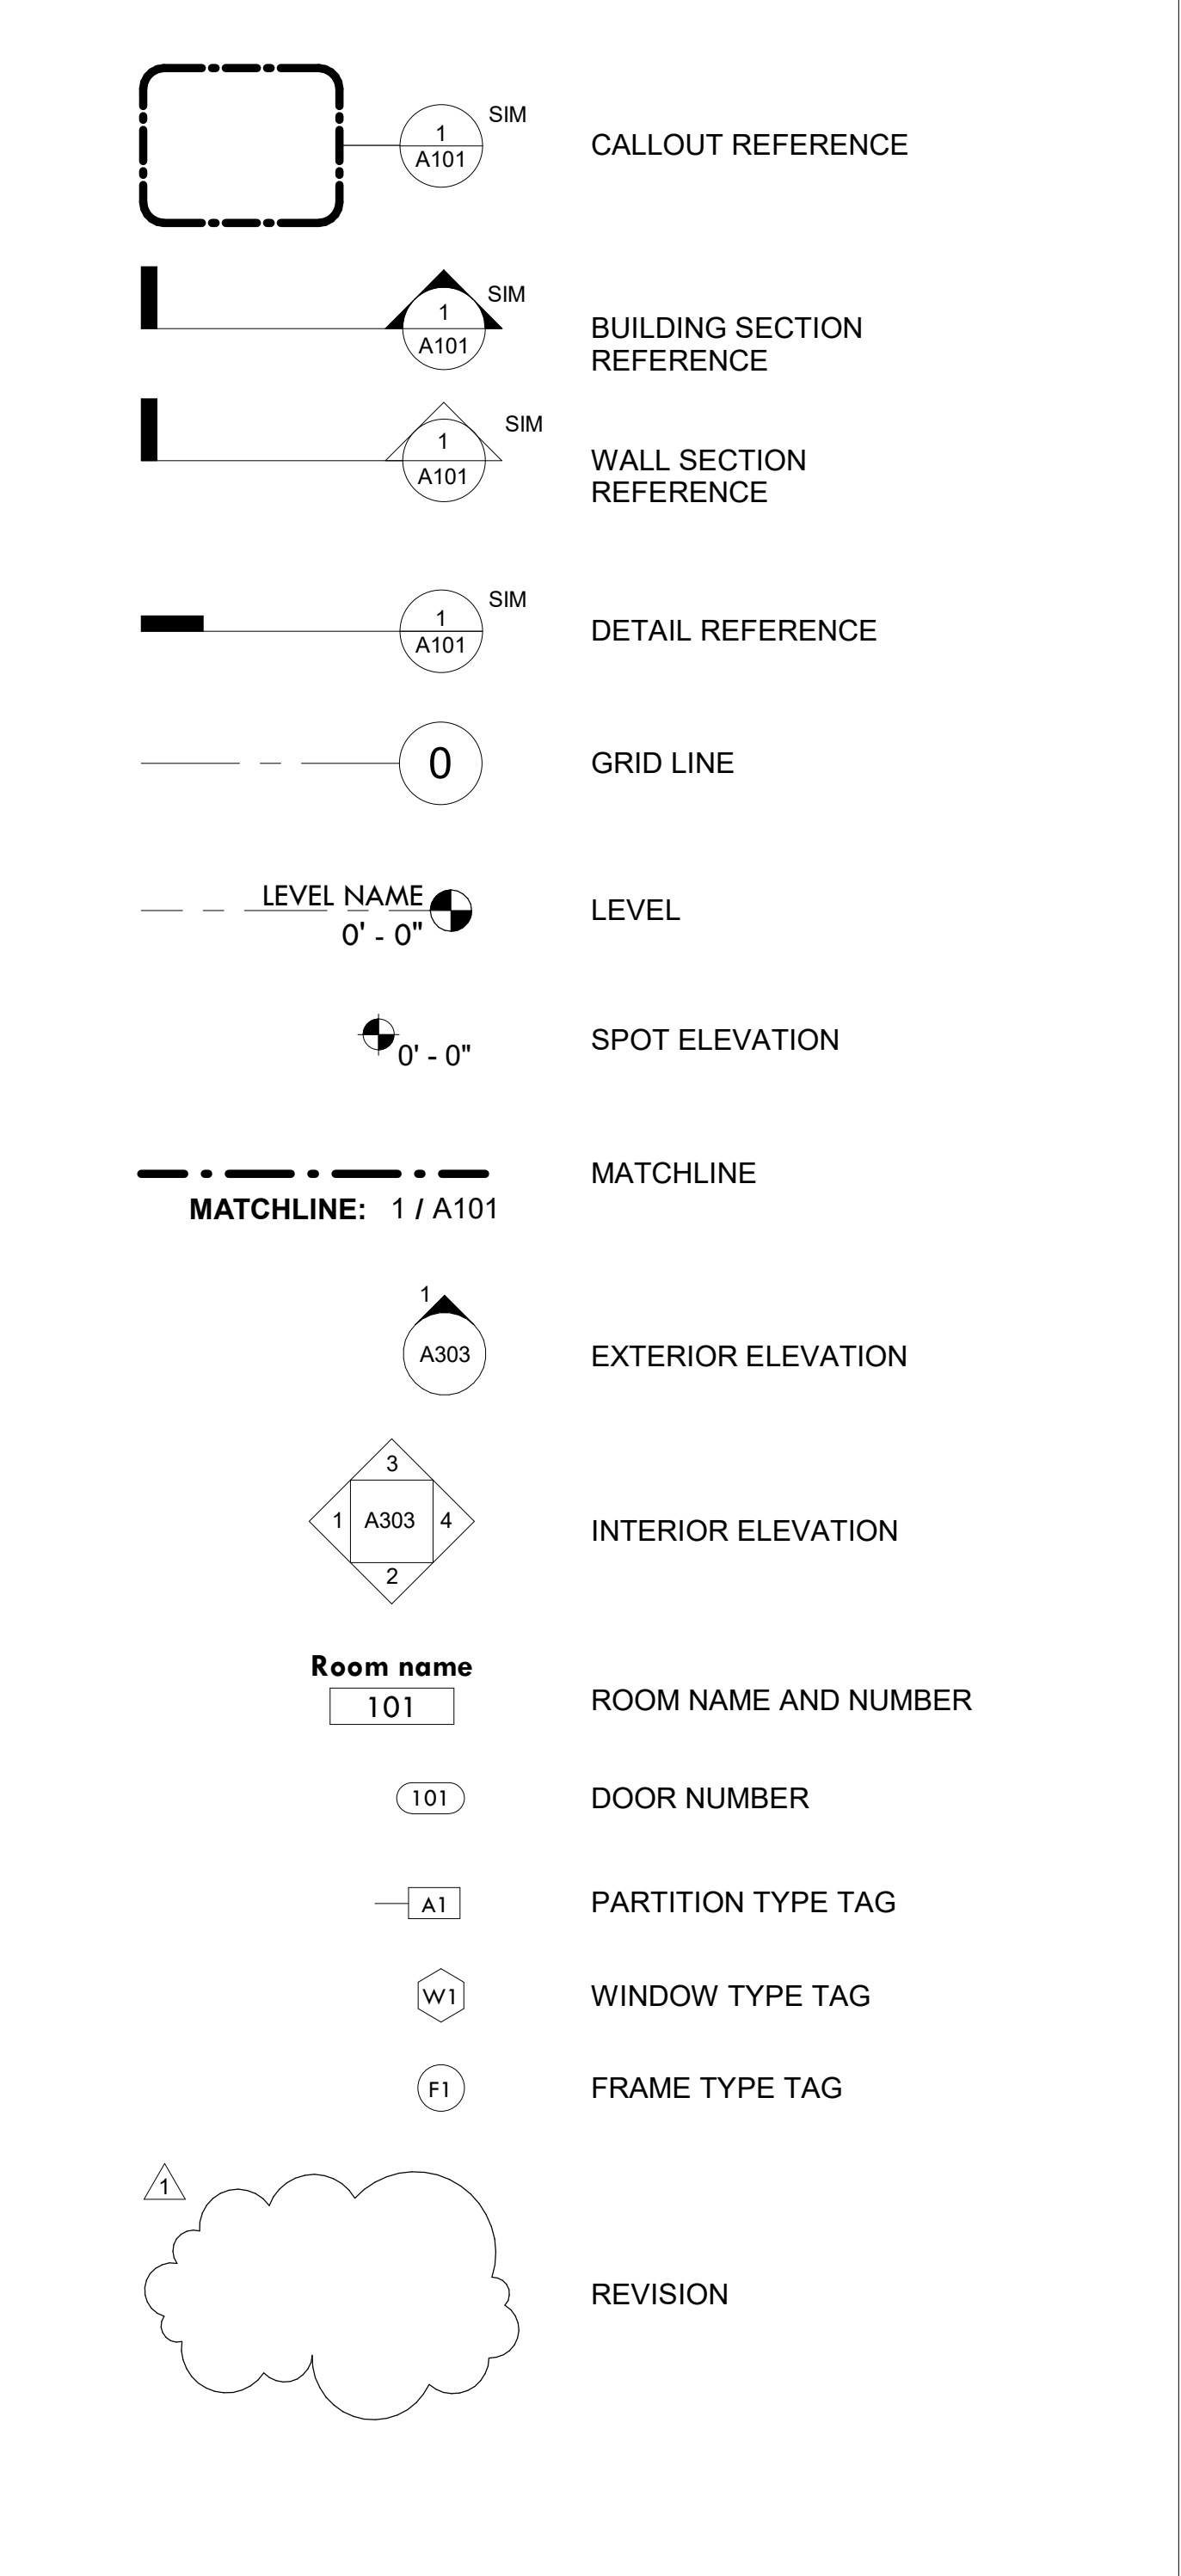 SIM
1
A101
CALLOUT REFERENCE
SIM
1
A101
BUILDING SECTION
REFERENCE
SIM
1
A101
WALL SECTION
REFERENCE
SIM
1
A101
DETAIL REFERENCE
0
GRID LINE
LEVEL NAME
0' - 0"
LEVEL
0' - 0"
SPOT ELEVATION
MATCHLINE
MATCHLINE: 1 / A101
1
A303
EXTERIOR ELEVATION
3
1 A303 4
2
INTERIOR ELEVATION
Room name
101
ROOM NAME AND NUMBER
101
DOOR NUMBER
A1
PARTITION TYPE TAG
W1
WINDOW TYPE TAG
F1
FRAME TYPE TAG
1
REVISION